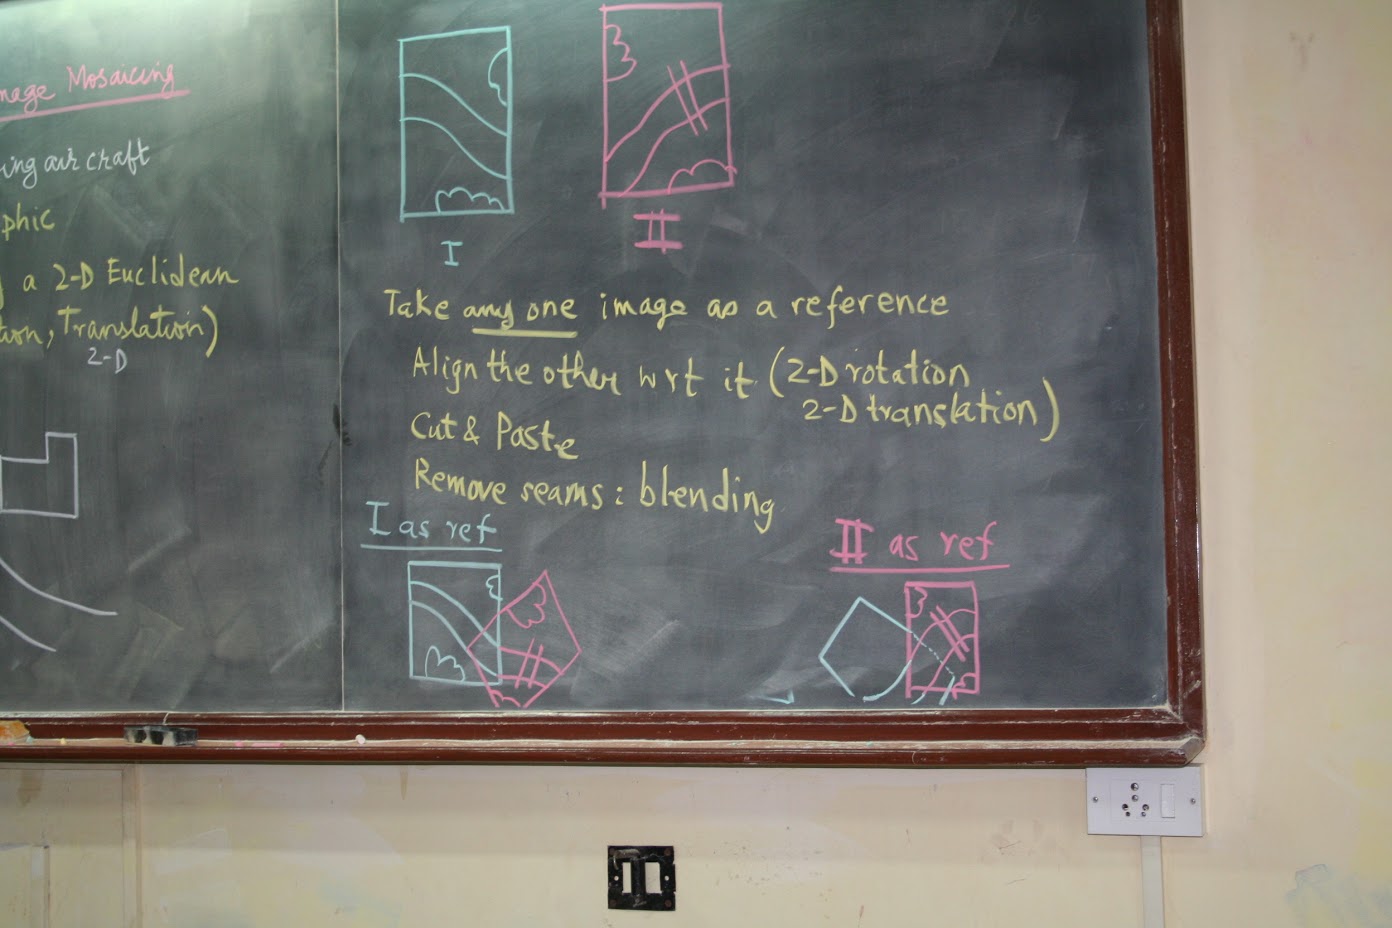 mage Mosaicing
ing air craft
phic
a 2-D Euclidean
tion, Translation)
2-D
I
II
Take any one image as a reference
Align the other wrt it (2-D rotation
2-D translation)
Cut & Paste
Remove seams : blending
I as ref
II as ref